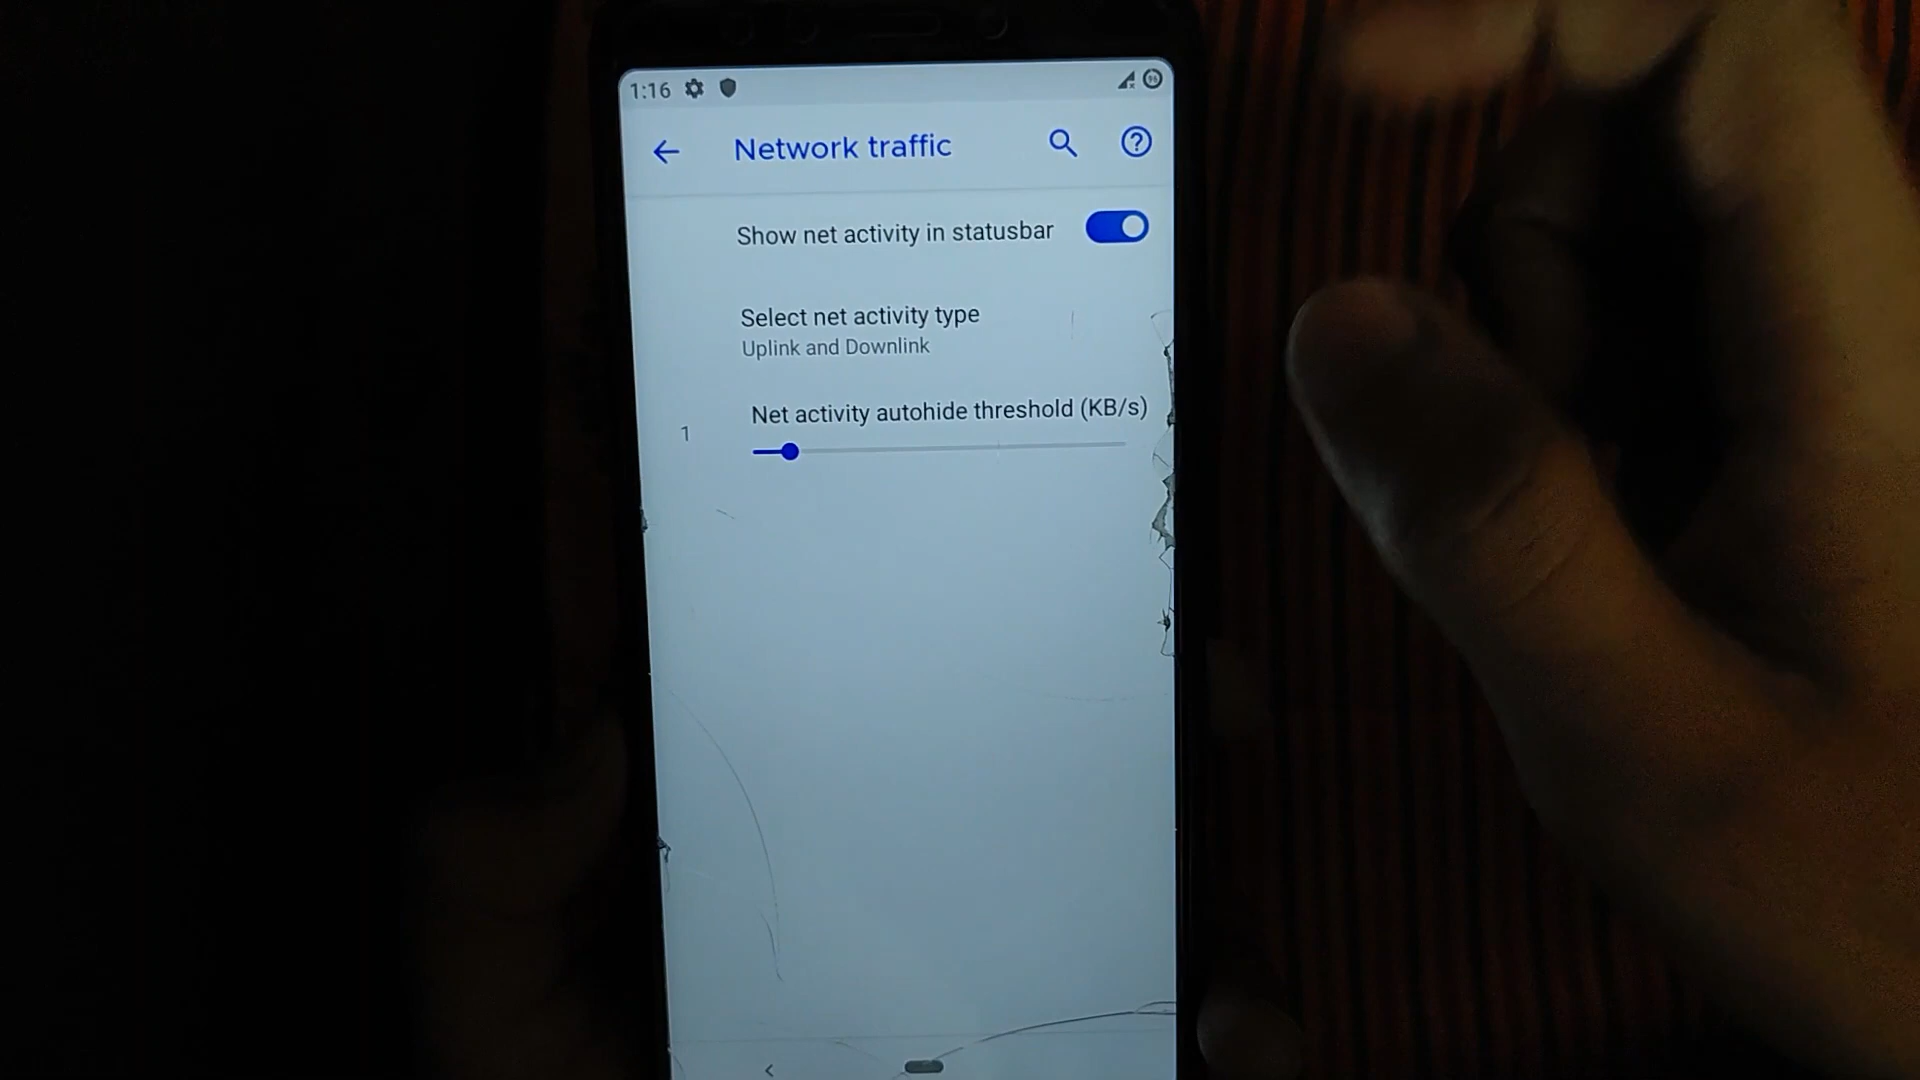 1:16
Network traffic
Show net activity in statusbar
Select net activity type
Uplink and Downlink
Net activity autohide threshold (KB/s)
1